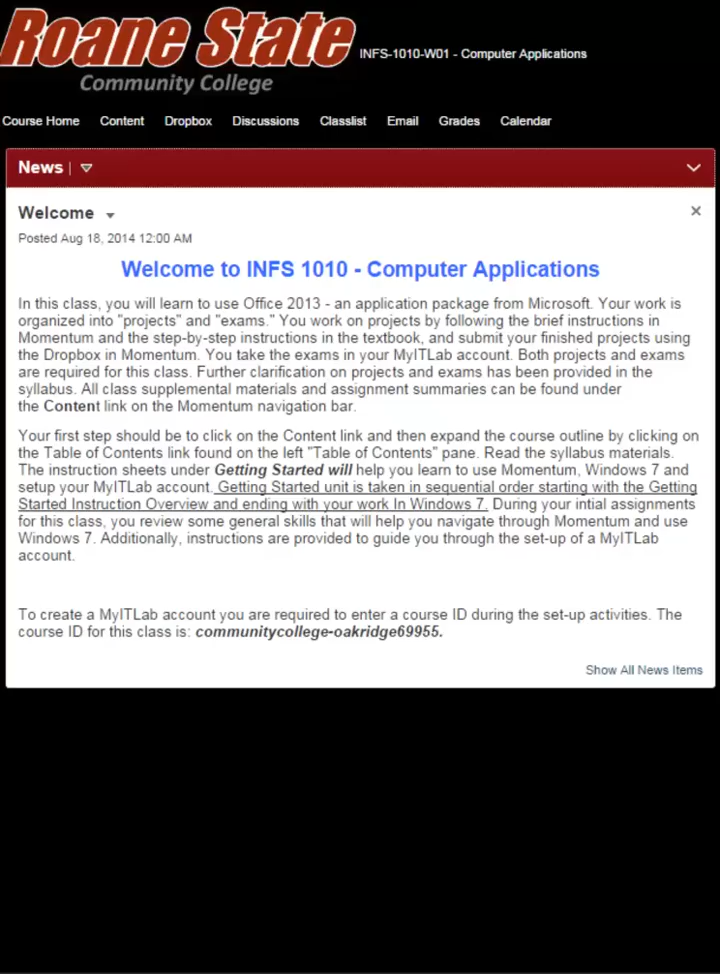 Roane State
INFS-1010-W01 - Computer Applications
Community College
Course Home Content Dropbox Discussions Classlist Email Grades Calendar
News |
Welcome
Posted Aug 18, 2014 12:00 AM
Welcome to INFS 1010 - Computer Applications
In this class, you will learn to use Office 2013 - an application package from Microsoft. Your work is
organized into "projects" and "exams." You work on projects by following the brief instructions in
Momentum and the step-by-step instructions in the textbook, and submit your finished projects using
the Dropbox in Momentum. You take the exams in your MyITLab account. Both projects and exams
are required for this class. Further clarification on projects and exams has been provided in the
syllabus. All class supplemental materials and assignment summaries can be found under
the Content link on the Momentum navigation bar.
Your first step should be to click on the Content link and then expand the course outline by clicking on
the Table of Contents link found on the left "Table of Contents" pane. Read the syllabus materials.
The instruction sheets under Getting Started will help you learn to use Momentum, Windows 7 and
setup your MyITLab account. Getting Started unit is taken in sequential order starting with the Getting
Started Instruction Overview and ending with your work In Windows 7. During your intial assignments
for this class, you review some general skills that will help you navigate through Momentum and use
Windows 7. Additionally, instructions are provided to guide you through the set-up of a MyITLab
account.
To create a MyITLab account you are required to enter a course ID during the set-up activities. The
course ID for this class is: communitycollege-oakridge69955.
Show All News Items